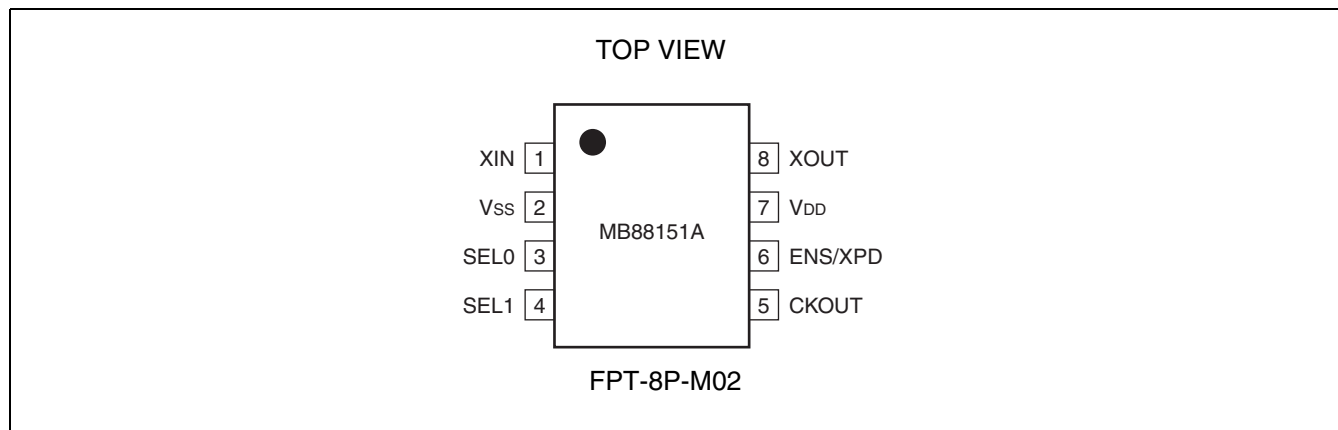 TOP VIEW
XIN 1
8 XOUT
Vss 2
7 VDD
MB88151A
SEL0 3
6 ENS/XPD
SEL1 4
5 CKOUT
FPT-8P-M02